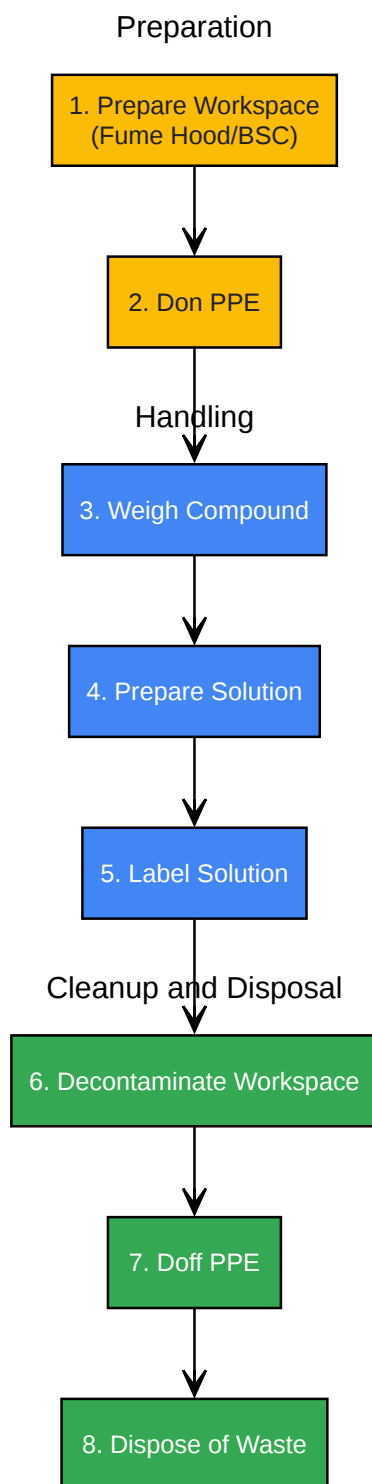 Preparation
1. Prepare Workspace
(Fume Hood/BSC)
2. Don PPE
Handling
3. Weigh Compound
4. Prepare Solution
5. Label Solution
Cleanup and Disposal
6. Decontaminate Workspace
7. Doff PPE
8. Dispose of Waste